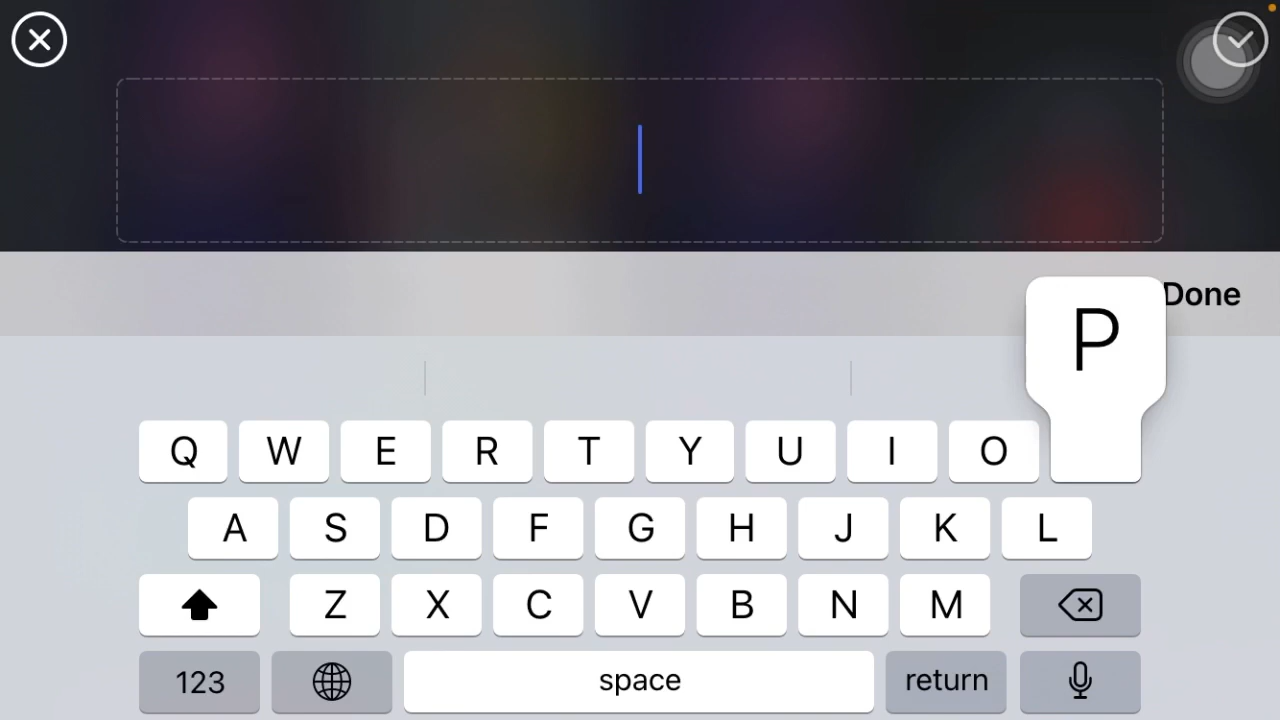 Done
P
Q W E R T Y U I O
A S D F G H J K L
Z X C V B N M
123 space return